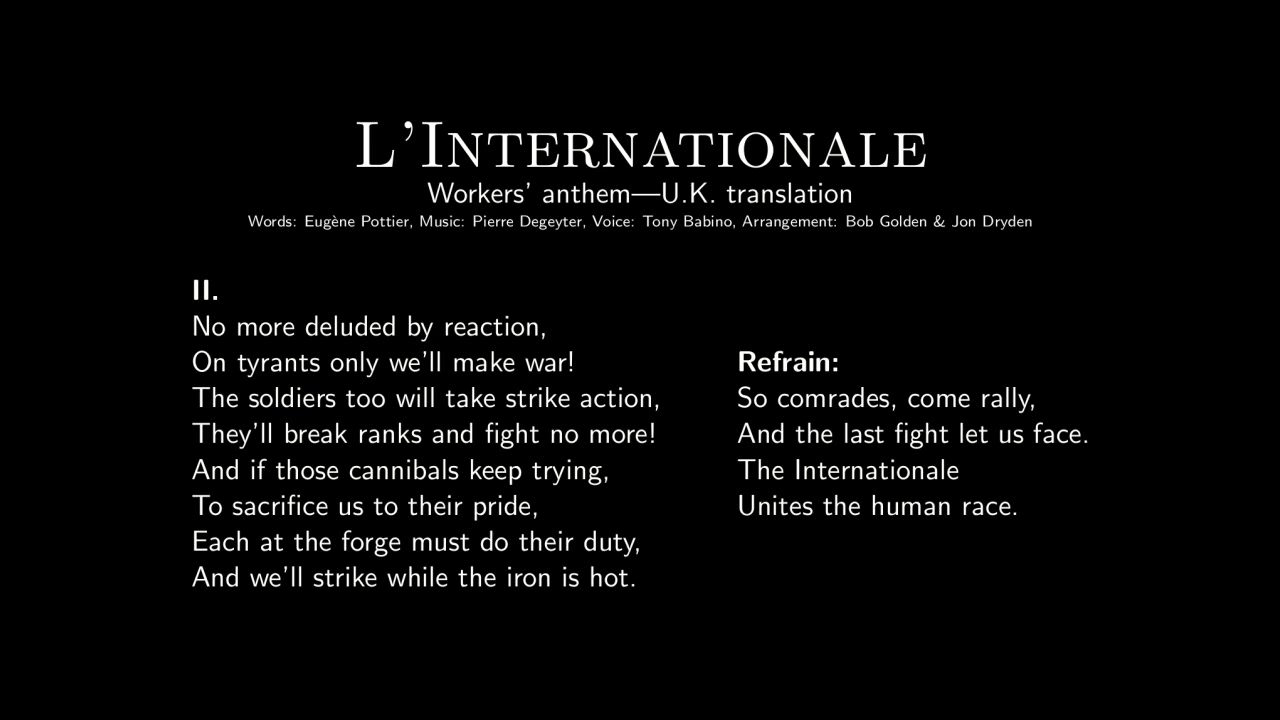 L'Internationale
Workers' anthem—U.K. translation
Words: Eugène Pottier, Music: Pierre Degeyter, Voice: Tony Babino, Arrangement: Bob Golden & Jon Dryden
II.
No more deluded by reaction,
On tyrants only we'll make war!
The soldiers too will take strike action,
They'll break ranks and fight no more!
And if those cannibals keep trying,
To sacrifice us to their pride,
Each at the forge must do their duty,
And we'll strike while the iron is hot.
Refrain:
So comrades, come rally,
And the last fight let us face.
The Internationale
Unites the human race.